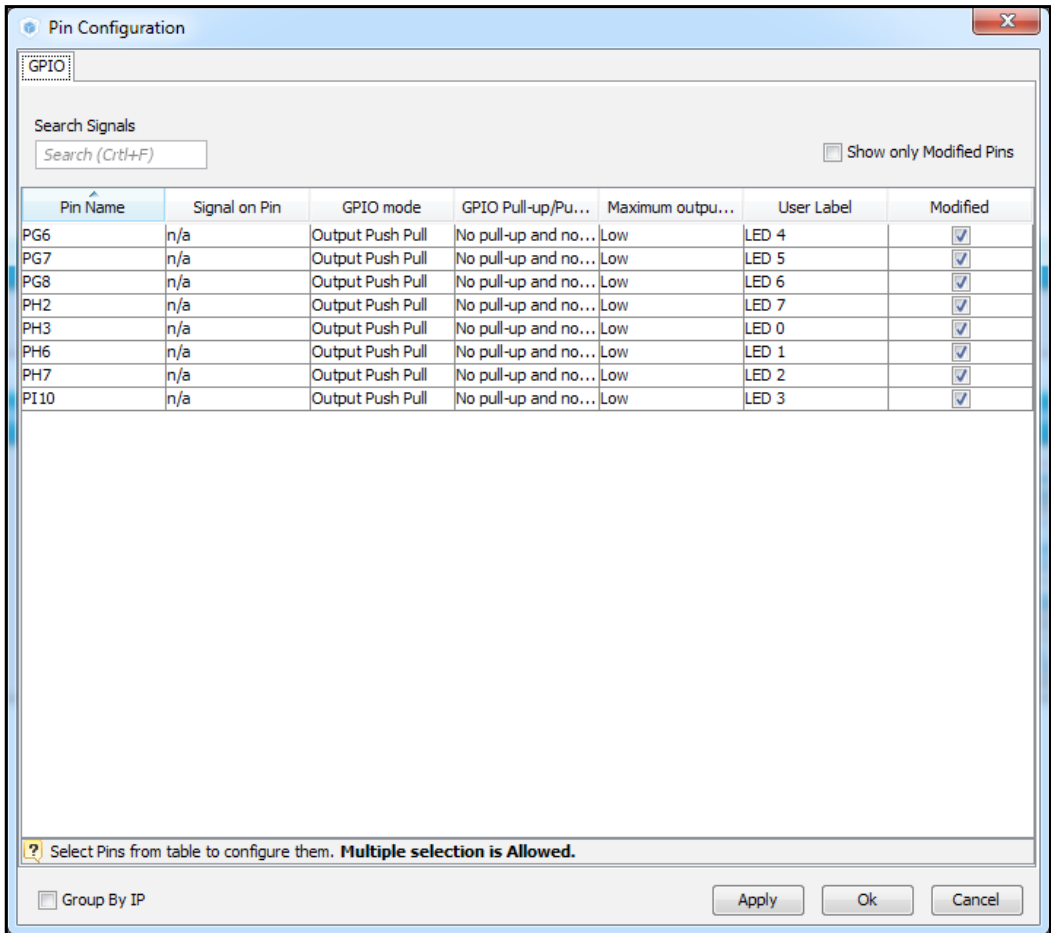 Pin Configuration
GPIO
Search Signals
Search (Crtl+F)
Show only Modified Pins
Pin Name Signal on Pin GPIO mode GPIO Pull-up/Pu... Maximum outpu... User Label Modified
PG6 n/a Output Push Pull No pull-up and no... Low LED 4
PG7 n/a Output Push Pull No pull-up and no... Low LED 5
PG8 n/a Output Push Pull No pull-up and no... Low LED 6
PH2 n/a Output Push Pull No pull-up and no... Low LED 7
PH3 n/a Output Push Pull No pull-up and no... Low LED 0
PH6 n/a Output Push Pull No pull-up and no... Low LED 1
PH7 n/a Output Push Pull No pull-up and no... Low LED 2
PI10 n/a Output Push Pull No pull-up and no... Low LED 3
? Select Pins from table to configure them. Multiple selection is Allowed.
Group By IP Apply Ok Cancel